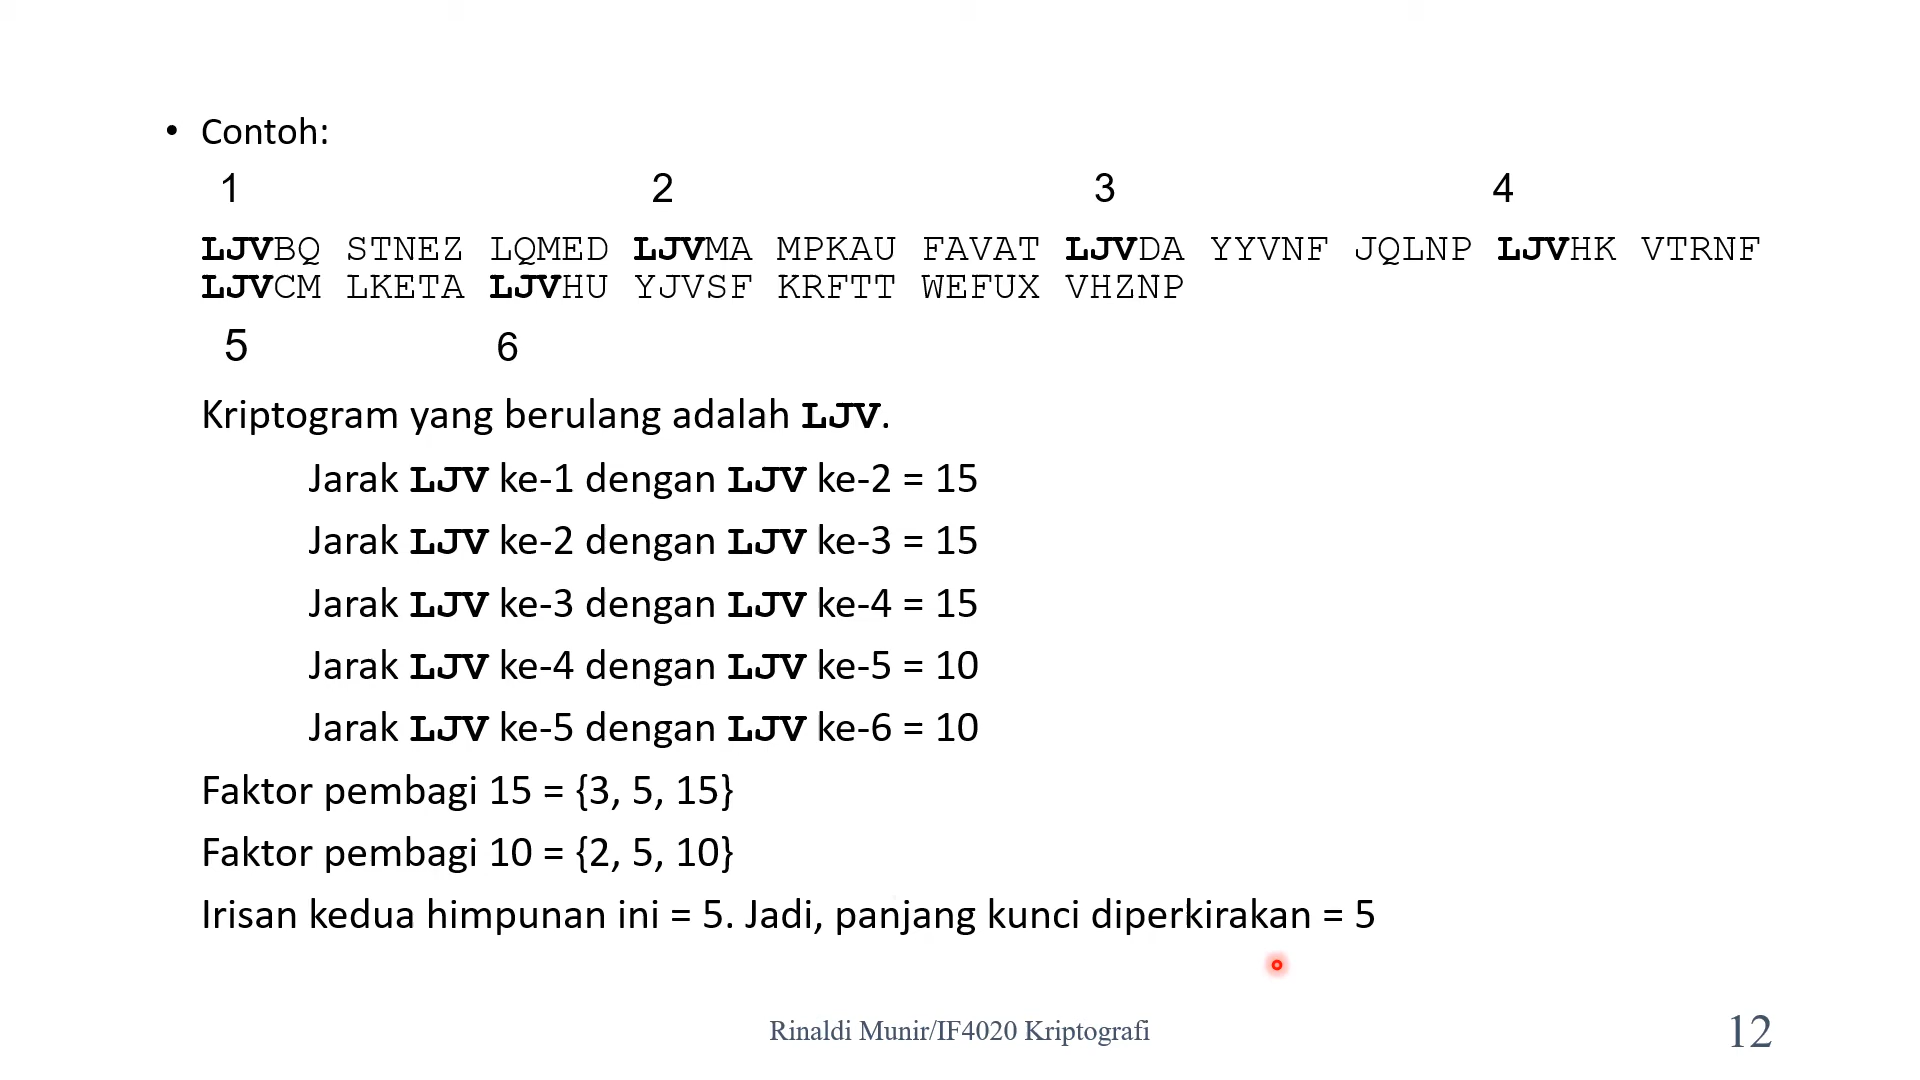 • Contoh:
1 2 3 4
LJVBQ STNEZ LQMED LJVMA MPKAU FAVAT LJVDA YYVNF JQLNP LJVHK VTRNF
LJVCM LKETA LJVHU YJVSF KRFTT WEFUX VHZNP
5 6
Kriptogram yang berulang adalah LJV.
Jarak LJV ke-1 dengan LJV ke-2 = 15
Jarak LJV ke-2 dengan LJV ke-3 = 15
Jarak LJV ke-3 dengan LJV ke-4 = 15
Jarak LJV ke-4 dengan LJV ke-5 = 10
Jarak LJV ke-5 dengan LJV ke-6 = 10
Faktor pembagi 15 = {3, 5, 15}
Faktor pembagi 10 = {2, 5, 10}
Irisan kedua himpunan ini = 5. Jadi, panjang kunci diperkirakan = 5
Rinaldi Munir/IF4020 Kriptografi
12